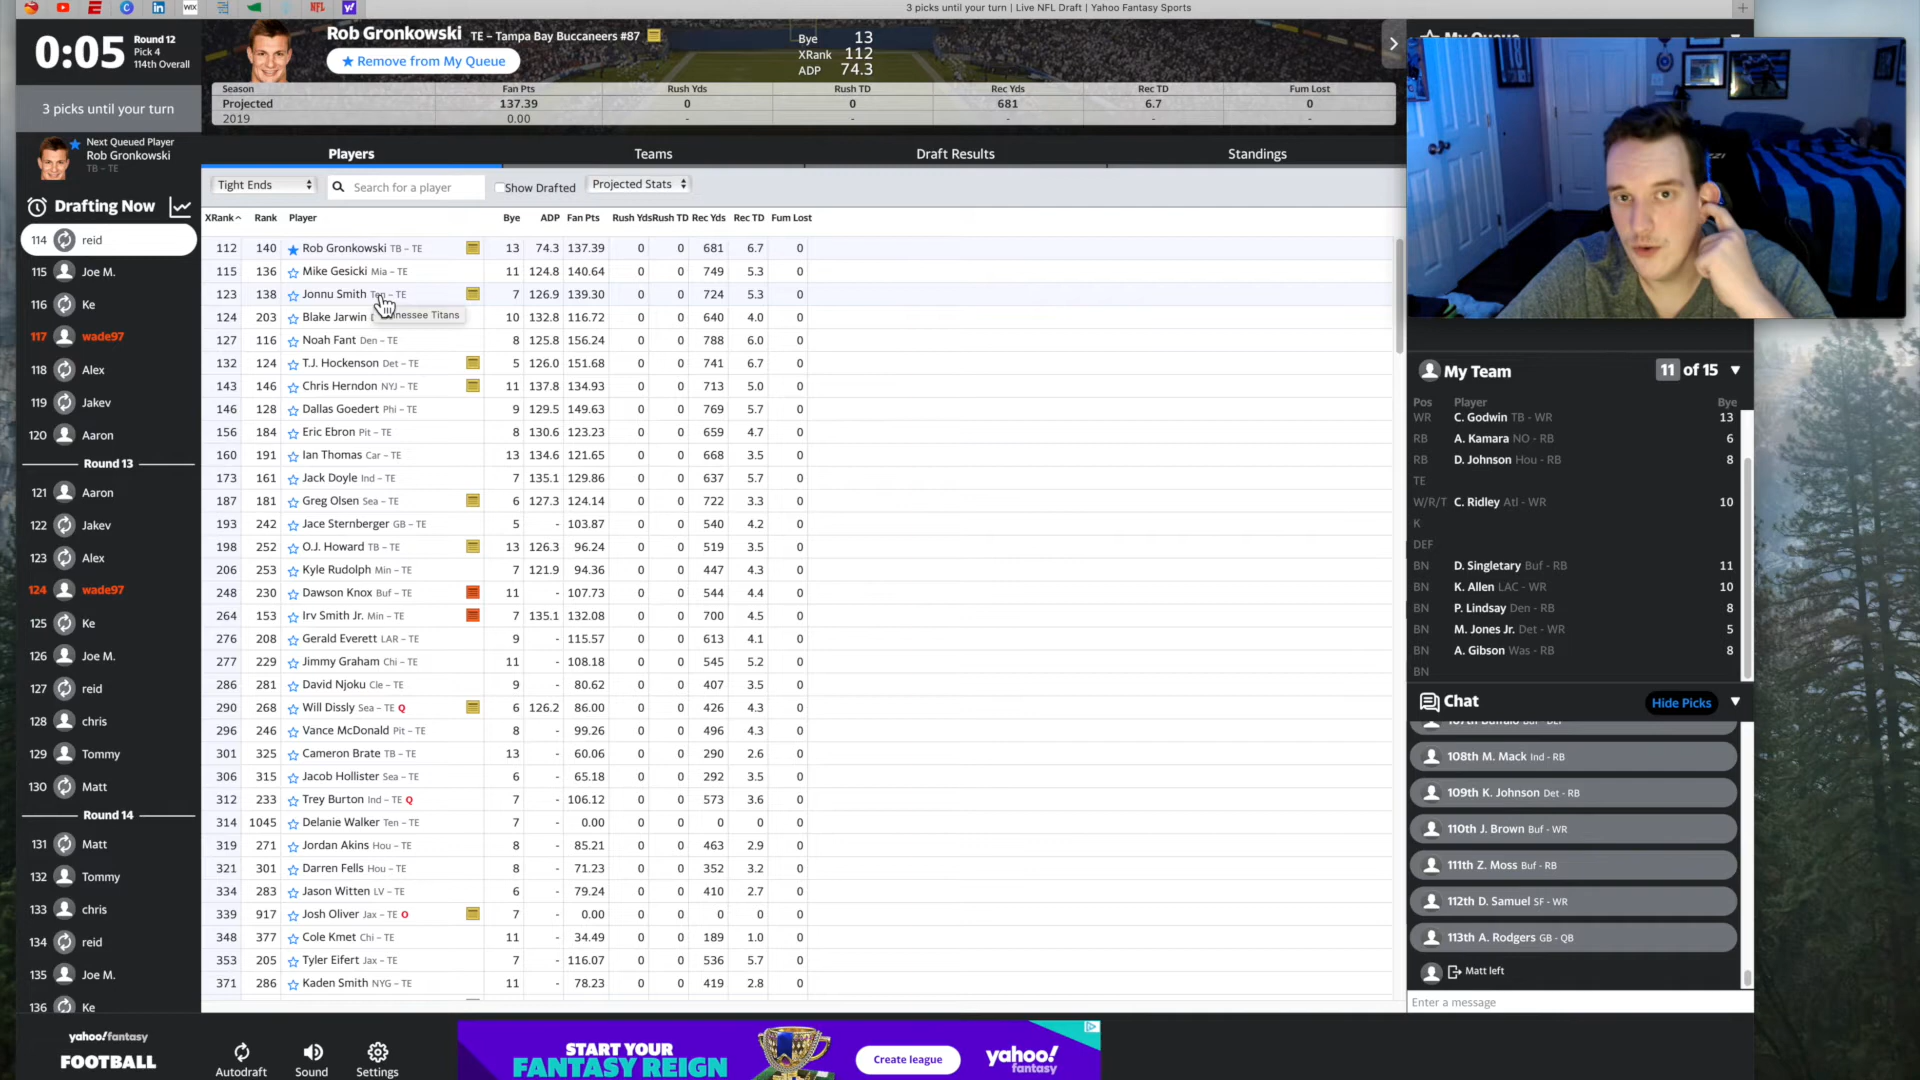 3 picks until your turn | Live NFL Draft | Yahoo Fantasy Sports
0:05
Round 12
Pick 4
114th Overall
3 picks until your turn
Next Queued Player
Rob Gronkowski
TB – TE
Drafting Now
114 reid
115 Joe M.
116 Ke
117 wade97
118 Alex
119 Jakev
120 Aaron
Round 13
121 Aaron
122 Jakev
123 Alex
124 wade97
125 Ke
126 Joe M.
127 reid
128 chris
129 Tommy
130 Matt
Round 14
131 Matt
132 Tommy
133 chris
134 reid
135 Joe M.
136 Ke
Rob Gronkowski TE – Tampa Bay Buccaneers #87
Remove from My Queue
Bye 13
XRank 112
ADP 74.3
Season Fan Pts Rush Yds Rush TD Rec Yds Rec TD Fum Lost
Projected 137.39 0 0 681 6.7 0
2019 0.00 - - - - -
Players Teams Draft Results Standings
Tight Ends Search for a player Show Drafted Projected Stats
XRank Rank Player Bye ADP Fan Pts Rush Yds Rush TD Rec Yds Rec TD Fum Lost
112 140 Rob Gronkowski TB – TE 13 74.3 137.39 0 0 681 6.7 0
115 136 Mike Gesicki Mia – TE 11 124.8 140.64 0 0 749 5.3 0
123 138 Jonnu Smith Ten – TE 7 126.9 139.30 0 0 724 5.3 0
124 203 Blake Jarwin 10 132.8 116.72 0 0 640 4.0 0
127 116 Noah Fant Den – TE 8 125.8 156.24 0 0 788 6.0 0
132 124 T.J. Hockenson Det – TE 5 126.0 151.68 0 0 741 6.7 0
143 146 Chris Herndon NYJ – TE 11 137.8 134.93 0 0 713 5.0 0
146 128 Dallas Goedert Phi – TE 9 129.5 149.63 0 0 769 5.7 0
156 184 Eric Ebron Pit – TE 8 130.6 123.23 0 0 659 4.7 0
160 191 Ian Thomas Car – TE 13 134.6 121.65 0 0 668 3.5 0
173 161 Jack Doyle Ind – TE 7 135.1 129.86 0 0 637 5.7 0
187 181 Greg Olsen Sea – TE 6 127.3 124.14 0 0 722 3.3 0
193 242 Jace Sternberger GB – TE 5 - 103.87 0 0 540 4.2 0
198 252 O.J. Howard TB – TE 13 126.3 96.24 0 0 519 3.5 0
206 253 Kyle Rudolph Min – TE 7 121.9 94.36 0 0 447 4.3 0
248 230 Dawson Knox Buf – TE 11 - 107.73 0 0 544 4.4 0
264 153 Irv Smith Jr. Min – TE 7 135.1 132.08 0 0 700 4.5 0
276 208 Gerald Everett LAR – TE 9 - 115.57 0 0 613 4.1 0
277 229 Jimmy Graham Chi – TE 11 - 108.18 0 0 545 5.2 0
286 281 David Njoku Cle – TE 9 - 80.62 0 0 407 3.5 0
290 268 Will Dissly Sea – TE Q 6 126.2 86.00 0 0 426 4.3 0
296 246 Vance McDonald Pit – TE 8 - 99.26 0 0 496 4.3 0
301 325 Cameron Brate TB – TE 13 - 60.06 0 0 290 2.6 0
306 315 Jacob Hollister Sea – TE 6 - 65.18 0 0 292 3.5 0
312 233 Trey Burton Ind – TE Q 7 - 106.12 0 0 573 3.6 0
314 1045 Delanie Walker Ten – TE 7 - 0.00 0 0 0 0 0
319 271 Jordan Akins Hou – TE 8 - 85.21 0 0 463 2.9 0
321 301 Darren Fells Hou – TE 8 - 71.23 0 0 352 3.2 0
334 283 Jason Witten LV – TE 6 - 79.24 0 0 410 2.7 0
339 917 Josh Oliver Jax – TE O 7 - 0.00 0 0 0 0 0
348 377 Cole Kmet Chi – TE 11 - 34.49 0 0 189 1.0 0
353 205 Tyler Eifert Jax – TE 7 - 116.07 0 0 536 5.7 0
371 286 Kaden Smith NYG – TE 11 - 78.23 0 0 419 2.8 0
My Team 11 of 15
Pos Player Bye
WR C. Godwin TB - WR 13
RB A. Kamara NO - RB 6
RB D. Johnson Hou - RB 8
TE
W/R/T C. Ridley Atl - WR 10
K
DEF
BN D. Singletary Buf - RB 11
BN K. Allen LAC - WR 10
BN P. Lindsay Den - RB 8
BN M. Jones Jr. Det - WR 5
BN A. Gibson Was - RB 8
BN
Chat Hide Picks
107th Buffalo Buf - DEF
108th M. Mack Ind - RB
109th K. Johnson Det - RB
110th J. Brown Buf - WR
111th Z. Moss Buf - RB
112th D. Samuel SF - WR
113th A. Rodgers GB - QB
Matt left
Enter a message
yahoo!fantasy
FOOTBALL
Autodraft Sound Settings
START YOUR
FANTASY REIGN
Create league
yahoo!
fantasy